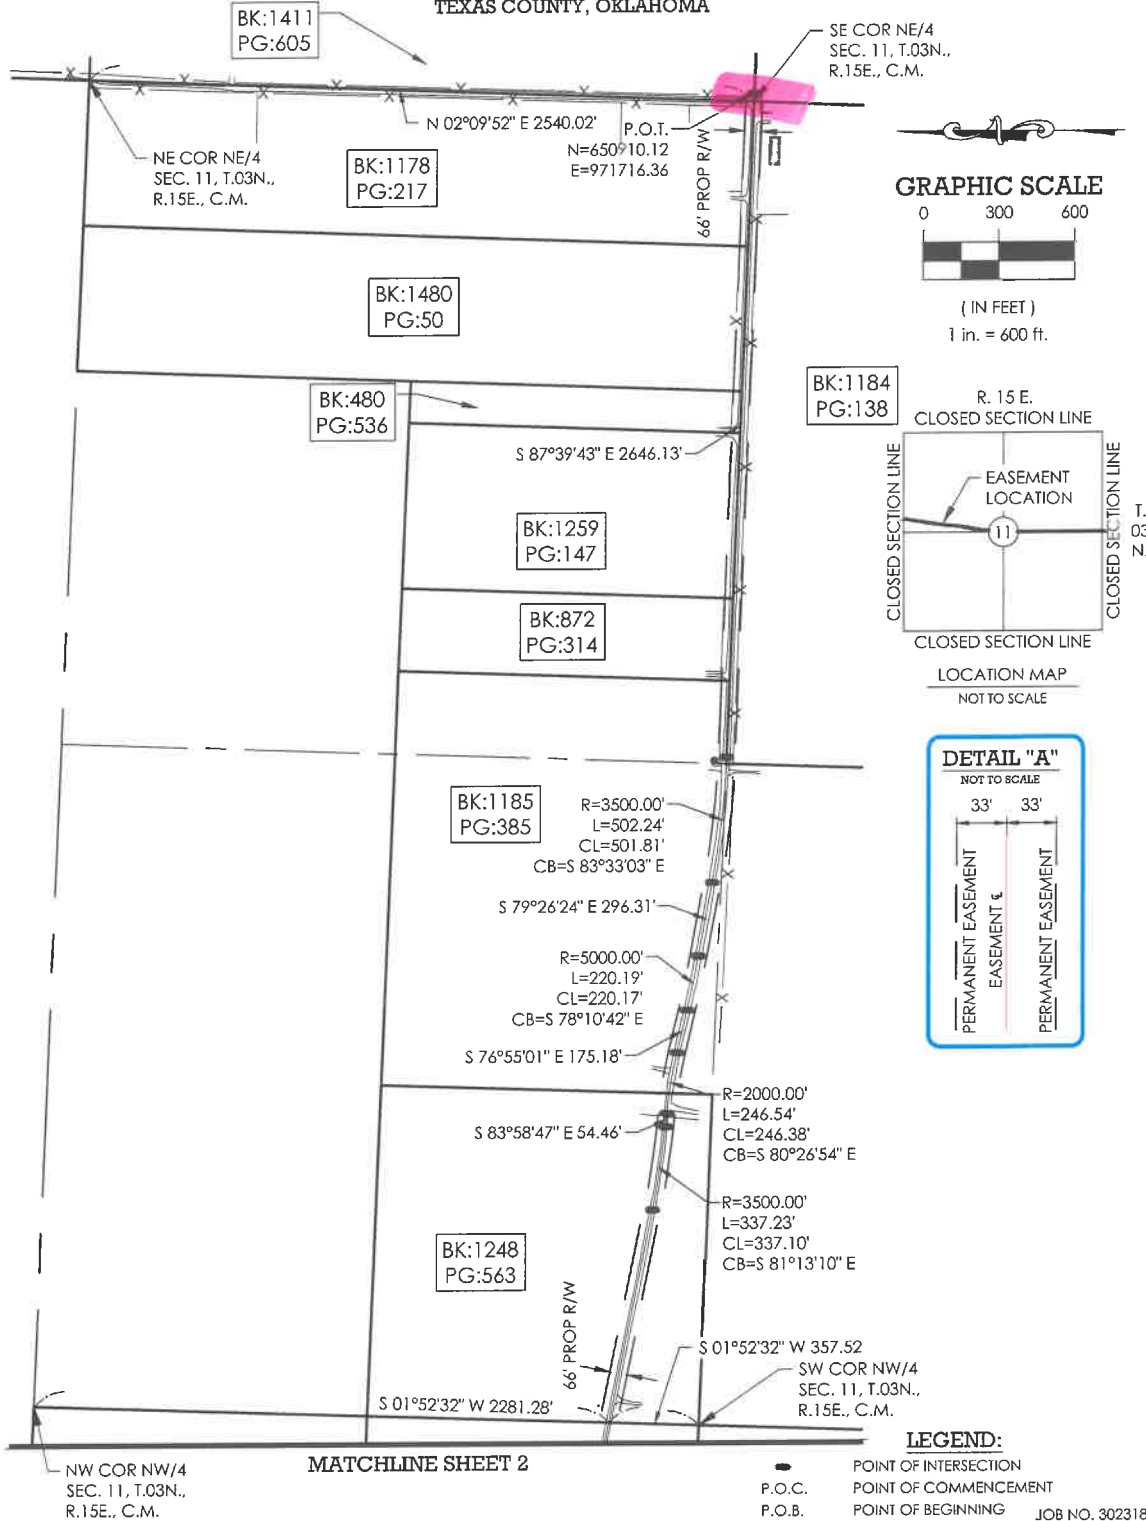 TEXAS COUNTY, OKLAHOMA
BK:1411
PG:605
SE COR NE/4
SEC. 11, T.03N.,
R.15E., C.M.
N 02°09'52" E 2540.02'
P.O.T.
N=650910.12
E=971716.36
66' PROP R/W
NE COR NE/4
SEC. 11, T.03N.,
R.15E., C.M.
BK:1178
PG:217
GRAPHIC SCALE
0 300 600
( IN FEET )
1 in. = 600 ft.
BK:1480
PG:50
BK:480
PG:536
BK:1184
PG:138
S 87°39'43" E 2646.13'
R. 15 E.
CLOSED SECTION LINE
CLOSED SECTION LINE
EASEMENT
LOCATION
11
CLOSED SECTION LINE
T.
03
N.
CLOSED SECTION LINE
LOCATION MAP
NOT TO SCALE
BK:1259
PG:147
BK:872
PG:314
DETAIL "A"
NOT TO SCALE
33' 33'
PERMANENT EASEMENT
EASEMENT ℄
PERMANENT EASEMENT
BK:1185
PG:385
R=3500.00'
L=502.24'
CL=501.81'
CB=S 83°33'03" E
S 79°26'24" E 296.31'
R=5000.00'
L=220.19'
CL=220.17'
CB=S 78°10'42" E
S 76°55'01" E 175.18'
R=2000.00'
L=246.54'
CL=246.38'
CB=S 80°26'54" E
S 83°58'47" E 54.46'
R=3500.00'
L=337.23'
CL=337.10'
CB=S 81°13'10" E
BK:1248
PG:563
66' PROP R/W
S 01°52'32" W 357.52
SW COR NW/4
SEC. 11, T.03N.,
R.15E., C.M.
S 01°52'32" W 2281.28'
NW COR NW/4
SEC. 11, T.03N.,
R.15E., C.M.
MATCHLINE SHEET 2
LEGEND:
POINT OF INTERSECTION
P.O.C. POINT OF COMMENCEMENT
P.O.B. POINT OF BEGINNING
JOB NO. 302318